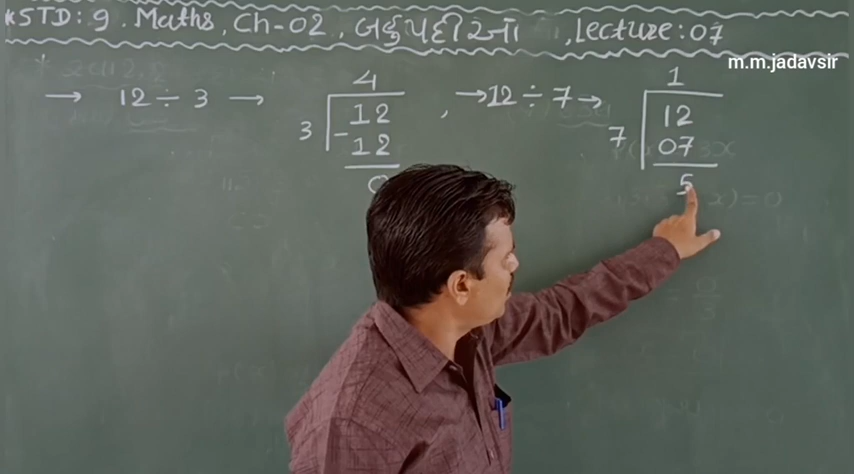 *STD: 9. Maths, Ch-02, બહુપદીઓ, Lecture: 07
m.m.jadavsir
→ 12 ÷ 3 → , → 12 ÷ 7 →
4
3 12
- 12
0
1
7 12
07
5